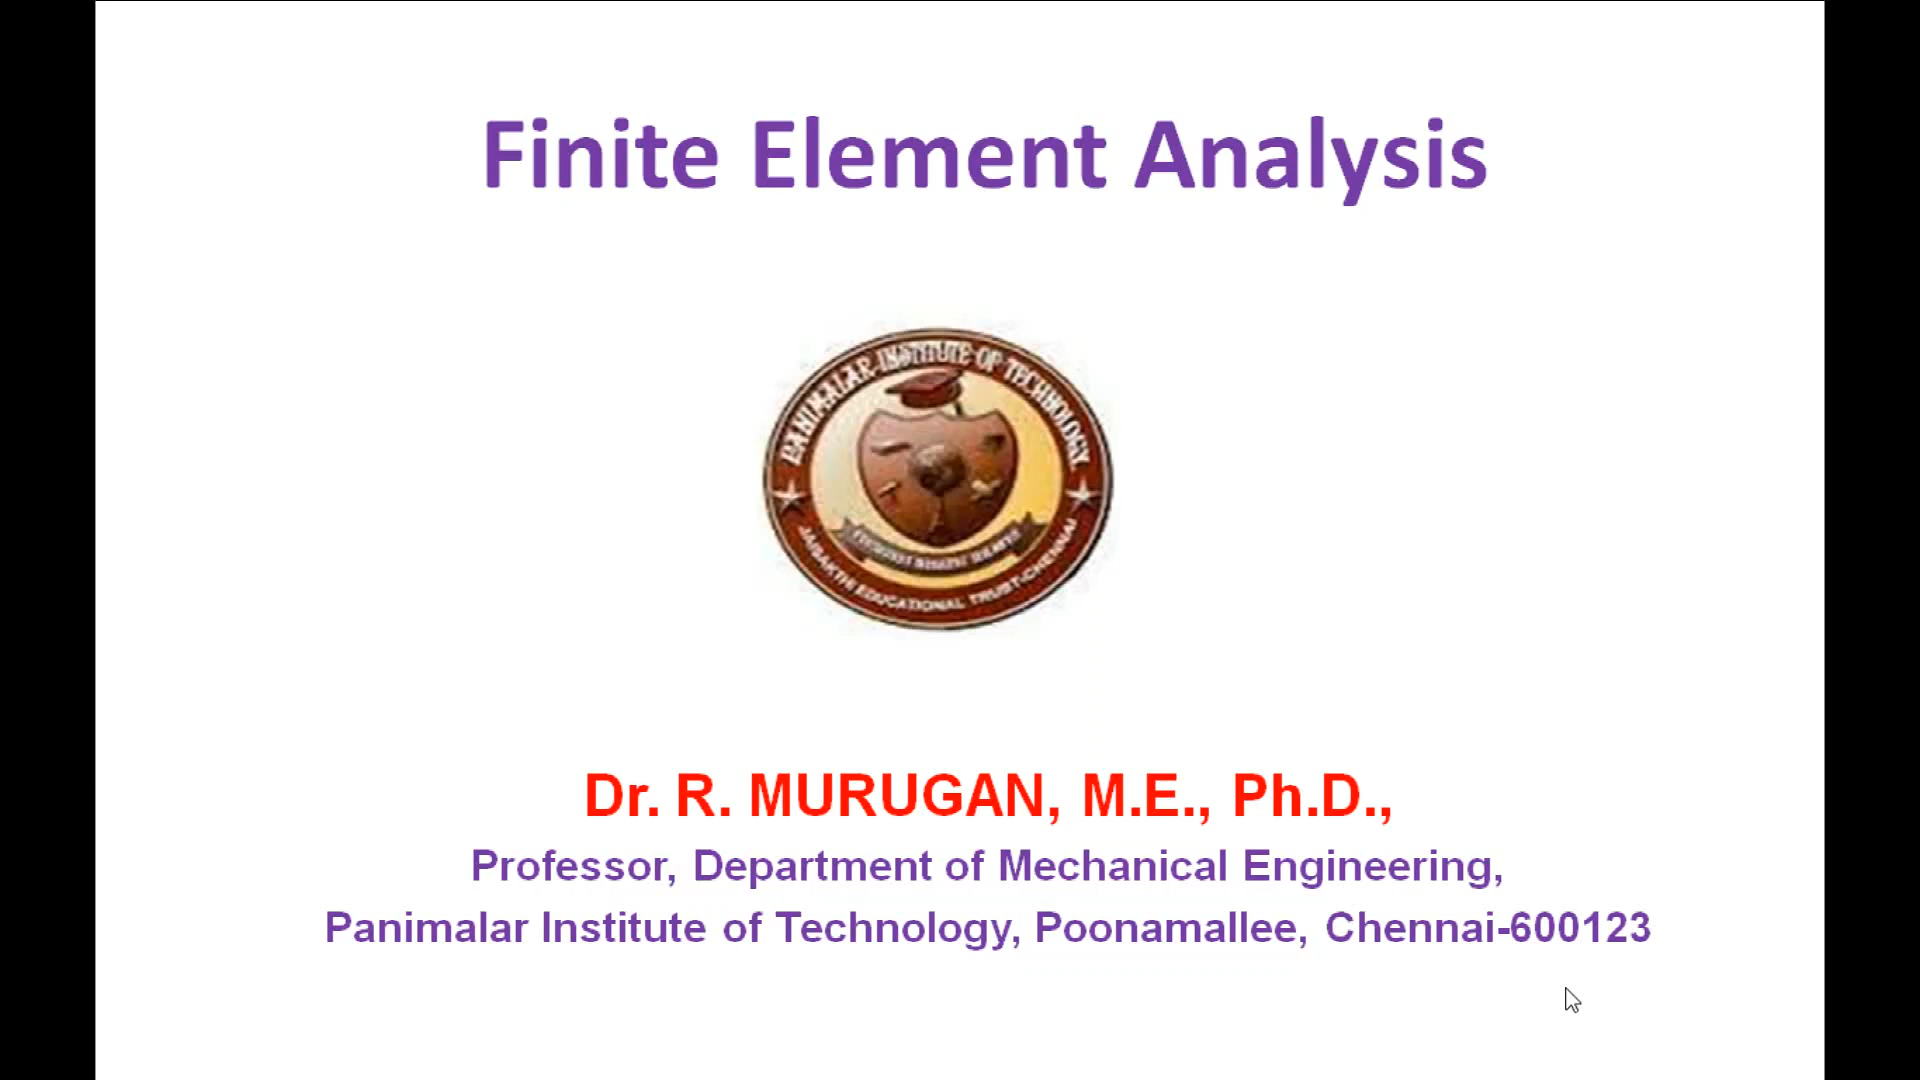 Finite Element Analysis
PANIMALAR INSTITUTE OF TECHNOLOGY
JAISAKTHI EDUCATIONAL TRUST-CHENNAI
Dr. R. MURUGAN, M.E., Ph.D.,
Professor, Department of Mechanical Engineering,
Panimalar Institute of Technology, Poonamallee, Chennai-600123